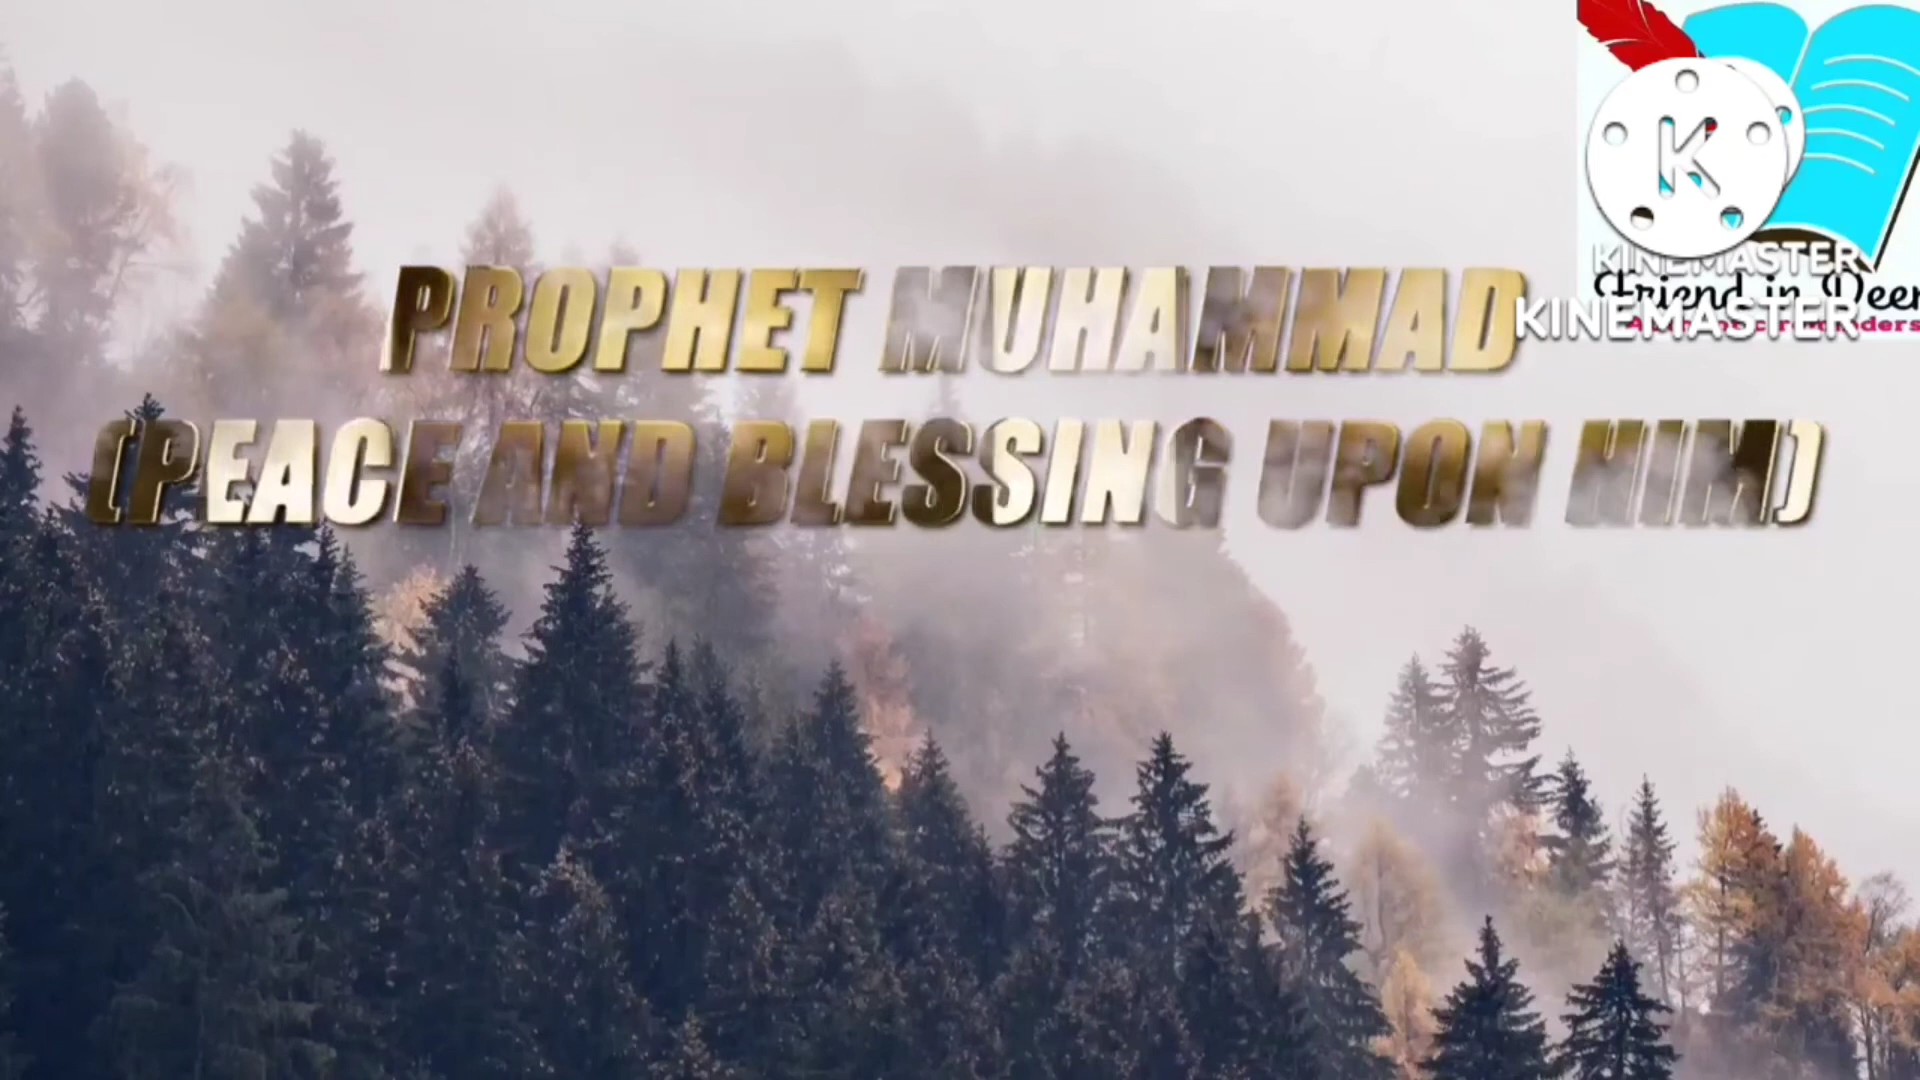 PROPHET MUHAMMAD
(PEACE AND BLESSING UPON HIM)
K
KINEMASTER
Friend in Deen
KINEMASTER